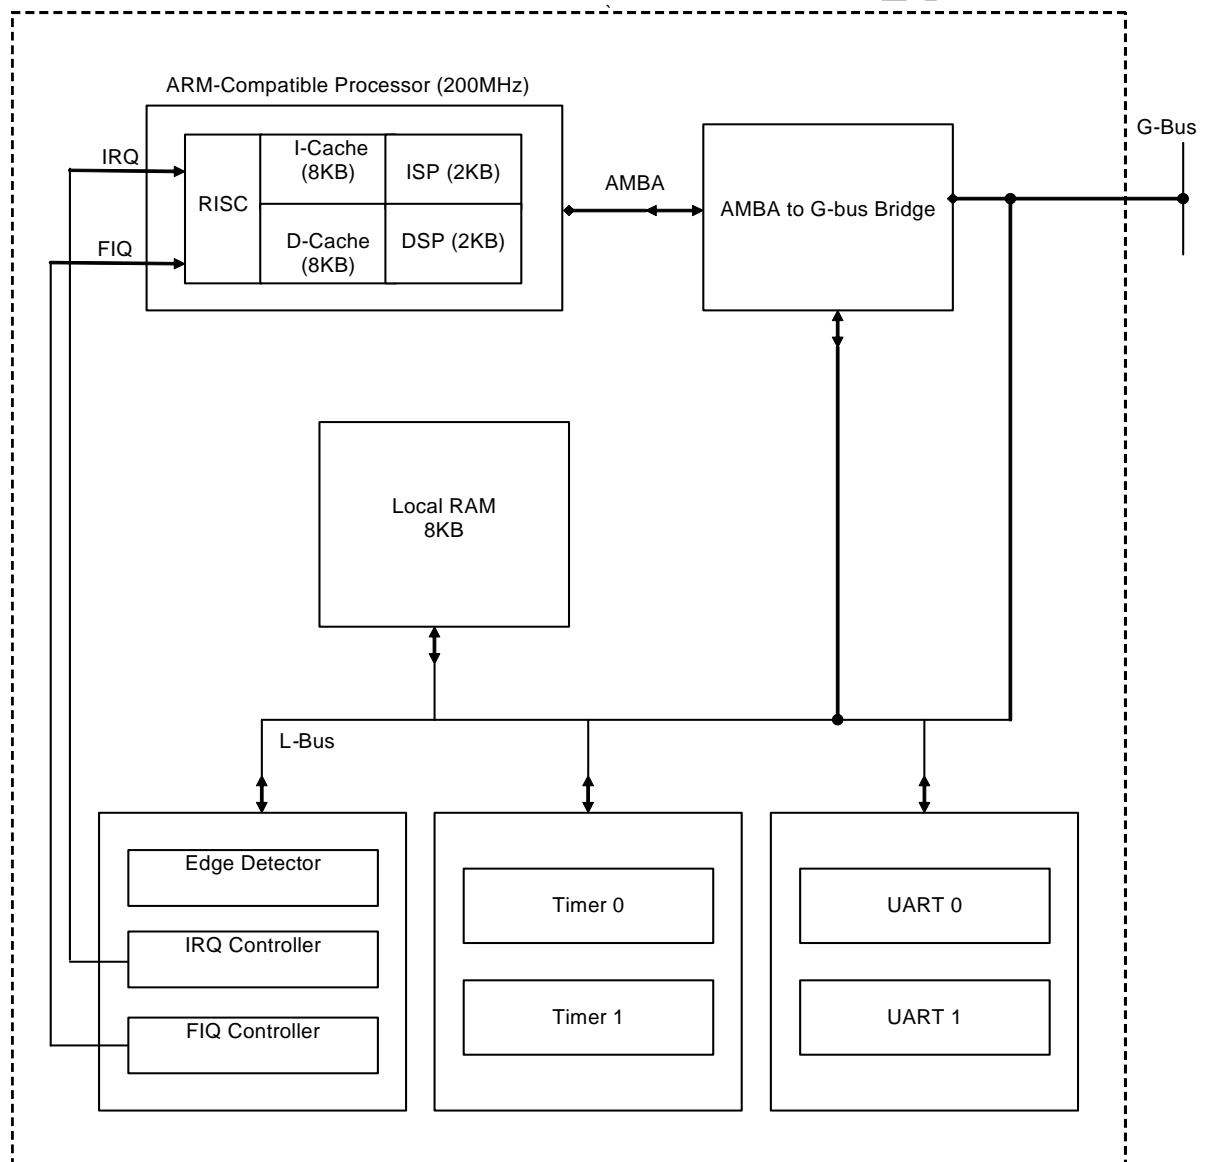 ARM-Compatible Processor (200MHz)
G-Bus
IRQ
I-Cache
(8KB)
ISP (2KB)
RISC
AMBA
AMBA to G-bus Bridge
FIQ
D-Cache
(8KB)
DSP (2KB)
Local RAM
8KB
L-Bus
Edge Detector
IRQ Controller
FIQ Controller
Timer 0
Timer 1
UART 0
UART 1